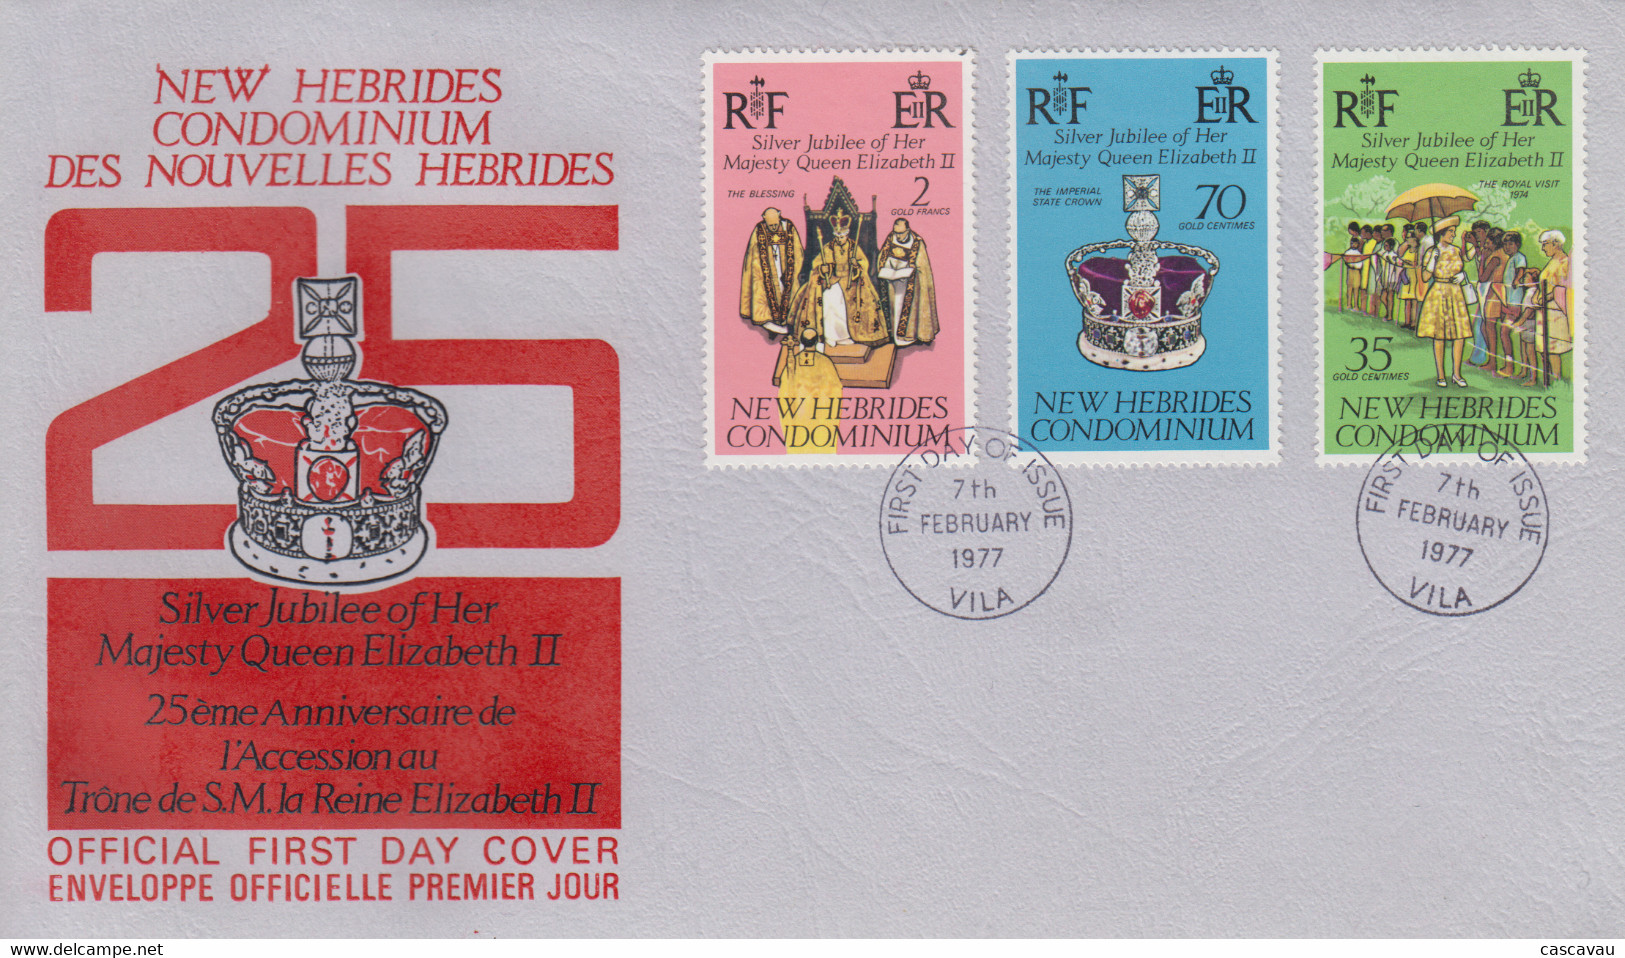 NEW HEBRIDES
CONDOMINIUM
DES NOUVELLES HEBRIDES
25
Silver Jubilee of Her
Majesty Queen Elizabeth II
25ème Anniversaire de
l'Accession au
Trône de S.M. la Reine Elizabeth II
OFFICIAL FIRST DAY COVER
ENVELOPPE OFFICIELLE PREMIER JOUR
RF EIIR
Silver Jubilee of Her
Majesty Queen Elizabeth II
THE BLESSING
2
GOLD FRANCS
NEW HEBRIDES
CONDOMINIUM
RF EIIR
Silver Jubilee of Her
Majesty Queen Elizabeth II
THE IMPERIAL
STATE CROWN
70
GOLD CENTIMES
NEW HEBRIDES
CONDOMINIUM
RF EIIR
Silver Jubilee of Her
Majesty Queen Elizabeth II
THE ROYAL VISIT
1974
35
GOLD CENTIMES
NEW HEBRIDES
CONDOMINIUM
FIRST DAY OF ISSUE
7th
FEBRUARY
1977
VILA
FIRST DAY OF ISSUE
7th
FEBRUARY
1977
VILA
www.delcampe.net
cascavau